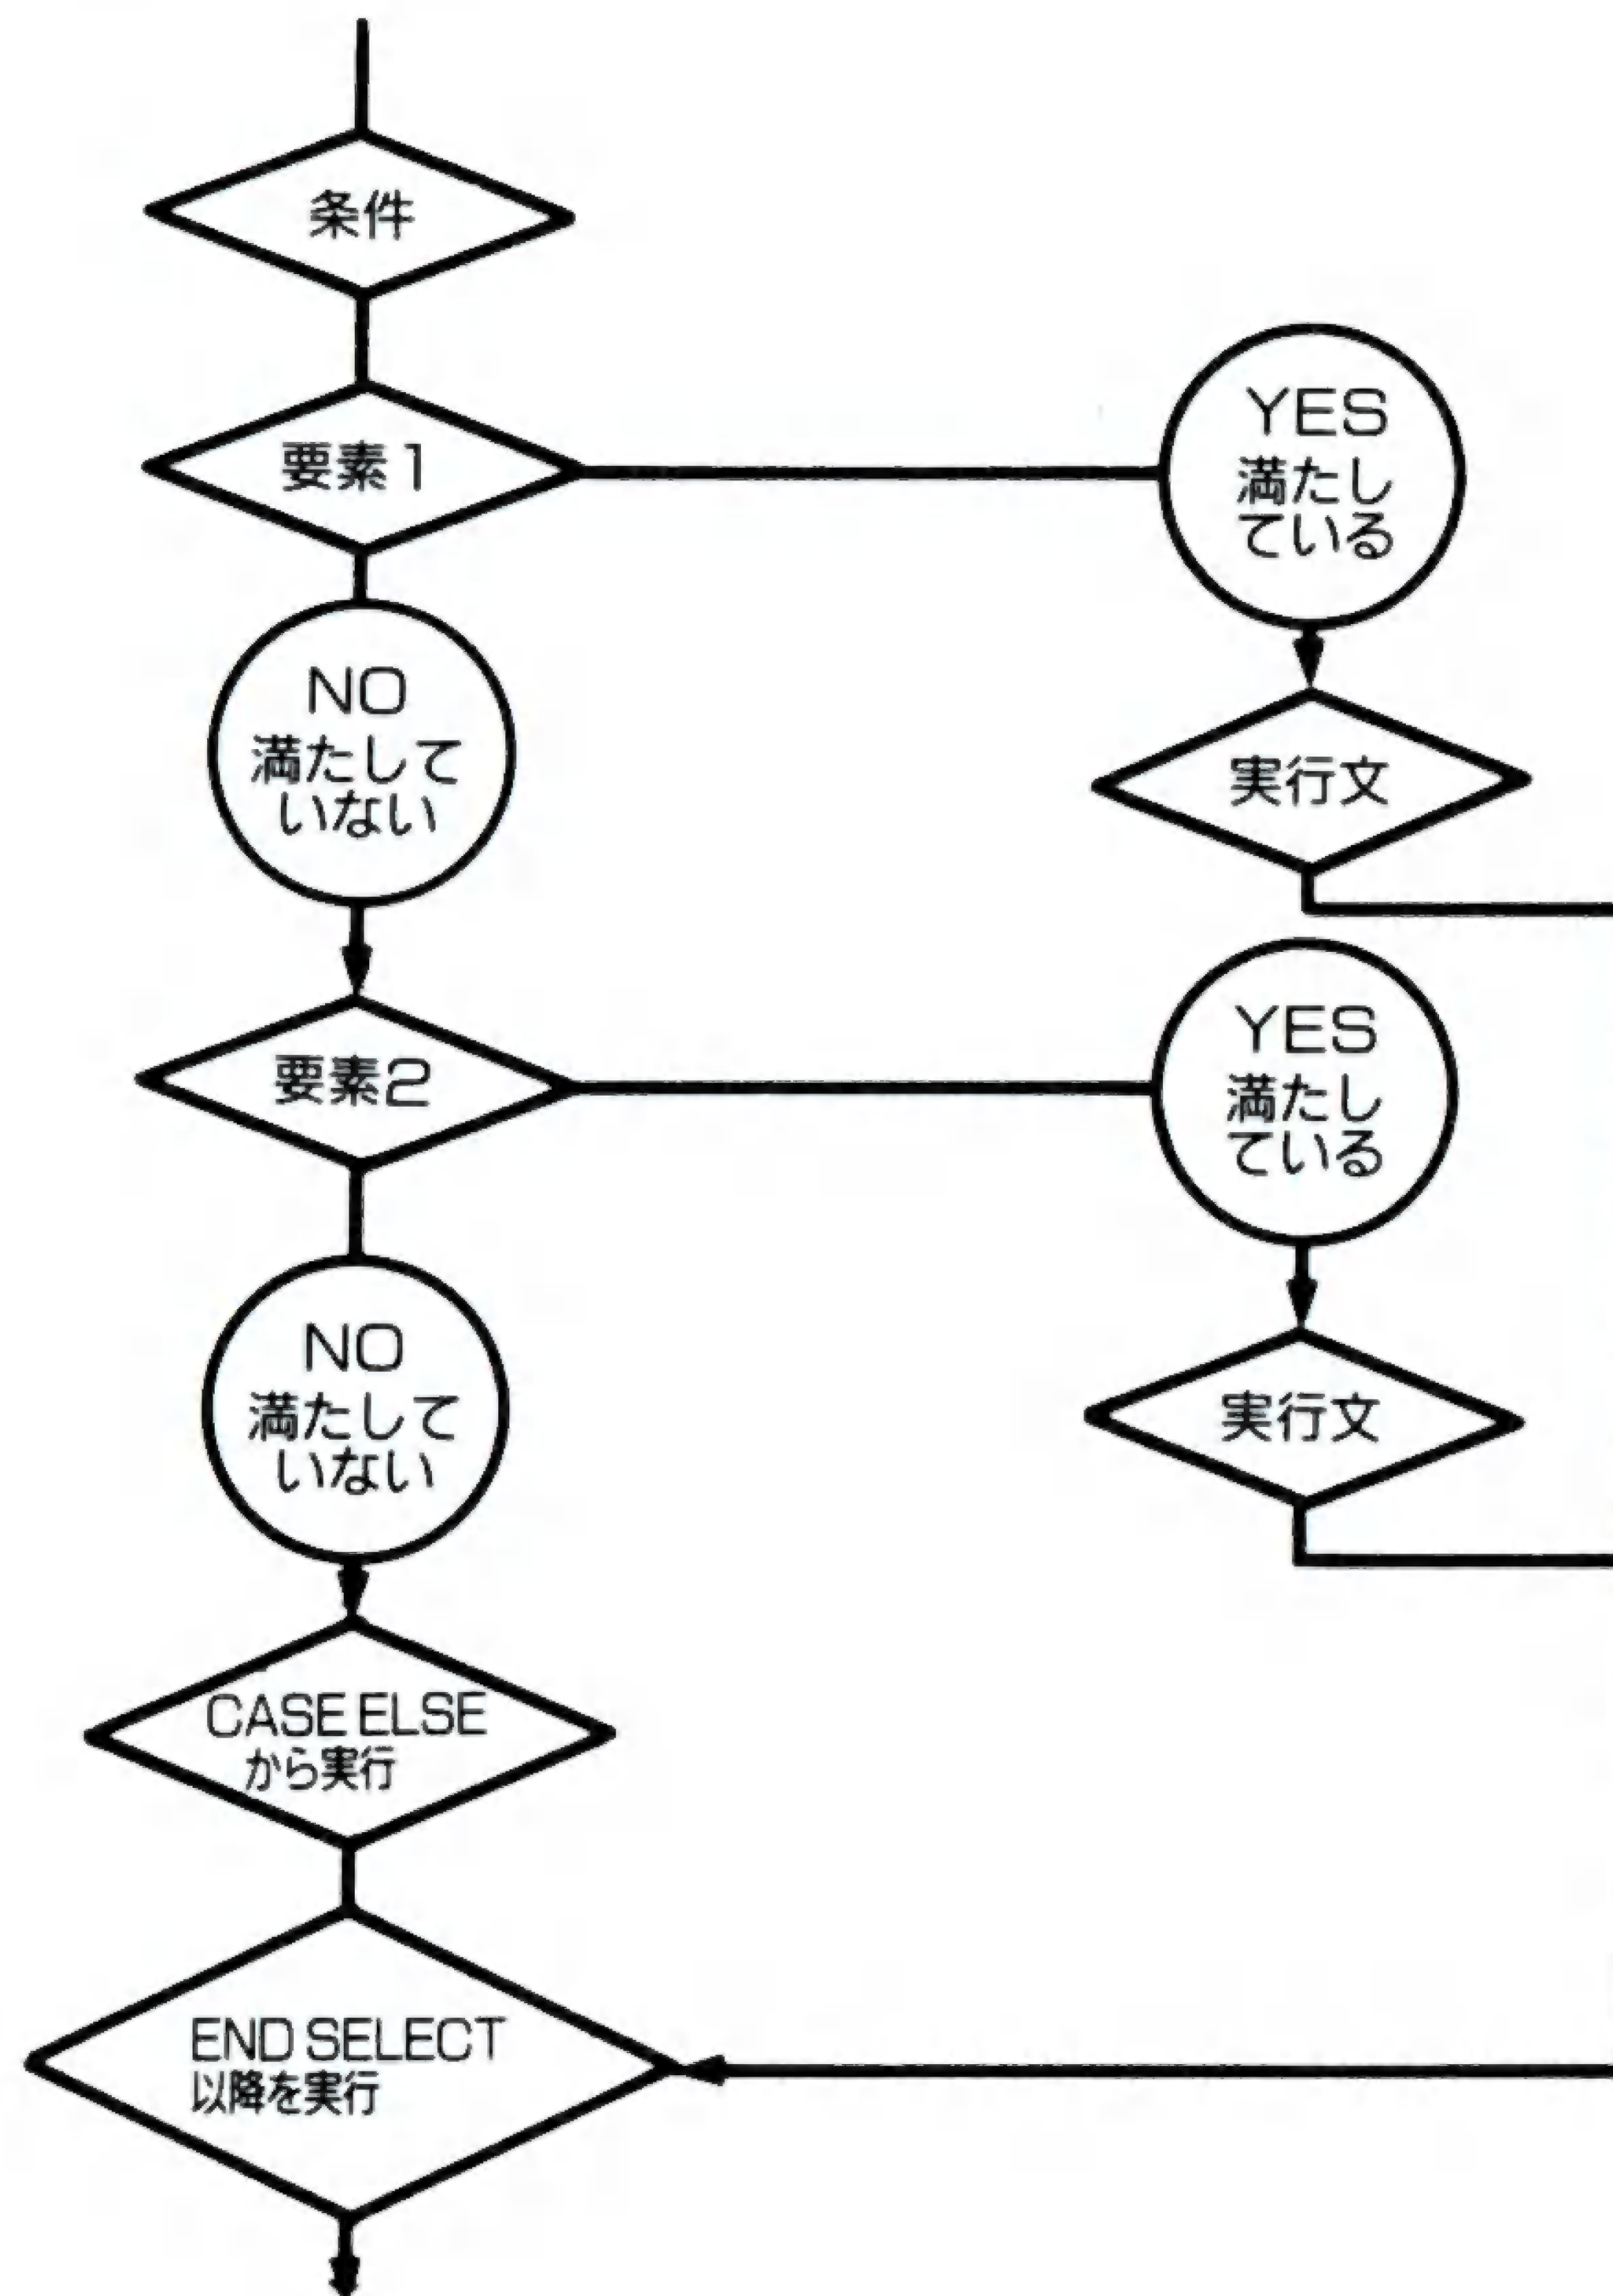 条件
要素1
YES
満たし
ている
NO
満たして
いない
実行文
要素2
YES
満たし
ている
NO
満たして
いない
実行文
CASE ELSE
から実行
END SELECT
以降を実行